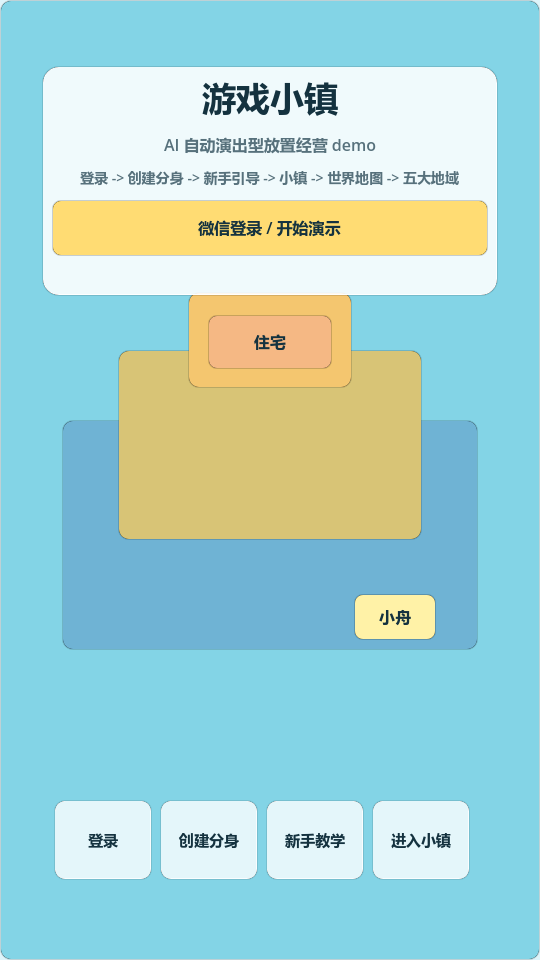 游戏小镇
AI 自动演出型放置经营 demo
登录 -> 创建分身 -> 新手引导 -> 小镇 -> 世界地图 -> 五大地域
微信登录 / 开始演示
住宅
小舟
登录
创建分身
新手教学
进入小镇